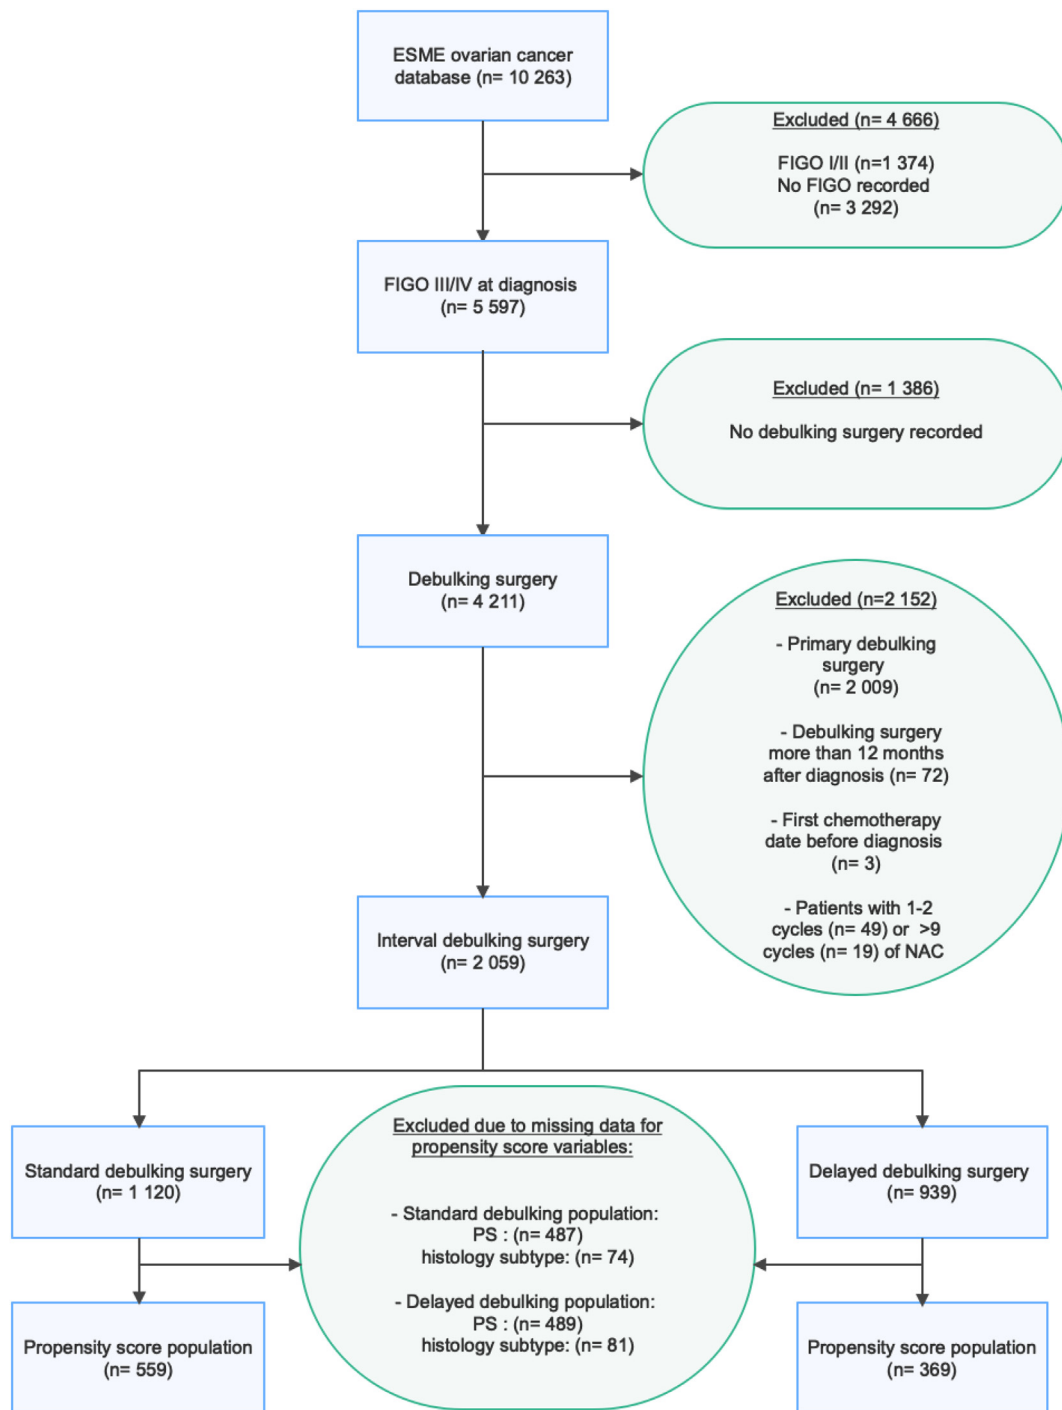 ESME ovarian cancer
database (n= 10 263)
Excluded (n= 4 666)
FIGO I/II (n=1 374)
No FIGO recorded
(n= 3 292)
FIGO III/IV at diagnosis
(n= 5 597)
Excluded (n= 1 386)
No debulking surgery recorded
Debulking surgery
(n= 4 211)
Excluded (n=2 152)
- Primary debulking
surgery
(n= 2 009)
- Debulking surgery
more than 12 months
after diagnosis (n= 72)
- First chemotherapy
date before diagnosis
(n= 3)
- Patients with 1-2
cycles (n= 49) or >9
cycles (n= 19) of NAC
Interval debulking surgery
(n= 2 059)
Standard debulking surgery
(n= 1 120)
Excluded due to missing data for
propensity score variables:
- Standard debulking population:
PS : (n= 487)
histology subtype: (n= 74)
- Delayed debulking population:
PS : (n= 489)
histology subtype: (n= 81)
Delayed debulking surgery
(n= 939)
Propensity score population
(n= 559)
Propensity score population
(n= 369)